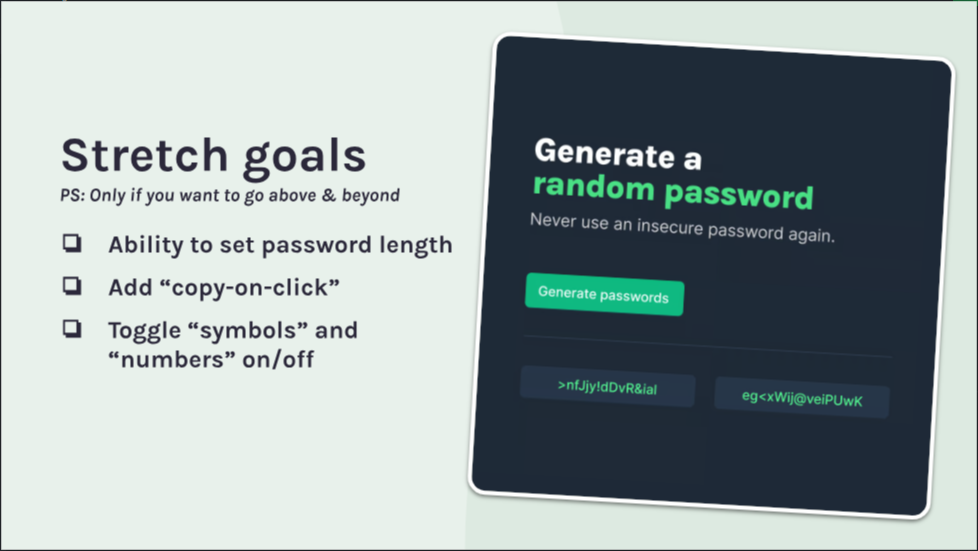 Stretch goals
PS: Only if you want to go above & beyond
Ability to set password length
Add “copy-on-click”
Toggle “symbols” and
“numbers” on/off
Generate a
random password
Never use an insecure password again.
Generate passwords
>nfJjy!dDvR&ial
eg<xWij@veiPUwK